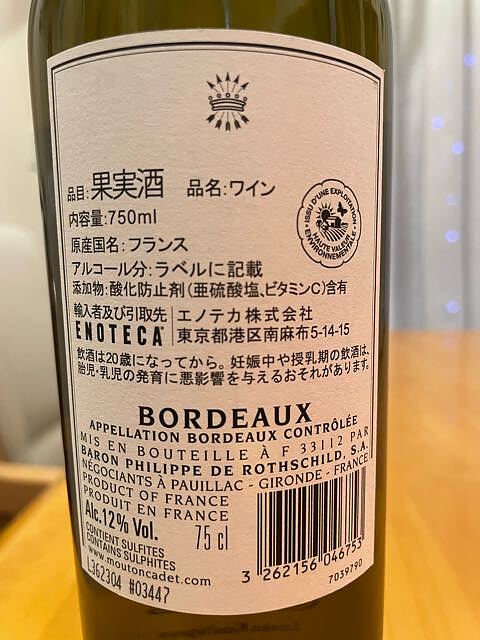 品目:果実酒 品名:ワイン
内容量:750ml
原産国名:フランス
アルコール分:ラベルに記載
添加物:酸化防止剤(亜硫酸塩、ビタミンC)含有
輸入者及び引取先 エノテカ株式会社
ENOTECA 東京都港区南麻布5-14-15
飲酒は20歳になってから。妊娠中や授乳期の飲酒は、
胎児・乳児の発育に悪影響を与えるおそれがあります。
ISSU D'UNE EXPLOITATION
HAUTE VALEUR
ENVIRONNEMENTALE
BORDEAUX
APPELLATION BORDEAUX CONTRÔLÉE
MIS EN BOUTEILLE À F 33112 PAR
BARON PHILIPPE DE ROTHSCHILD, S.A.
NÉGOCIANTS À PAUILLAC - GIRONDE - FRANCE
PRODUCT OF FRANCE
PRODUIT EN FRANCE
Alc.12% Vol.
75 cl
CONTIENT SULFITES
CONTAINS SULPHITES
www.moutoncadet.com
L362304 #03447
3 262156 046753
7039790